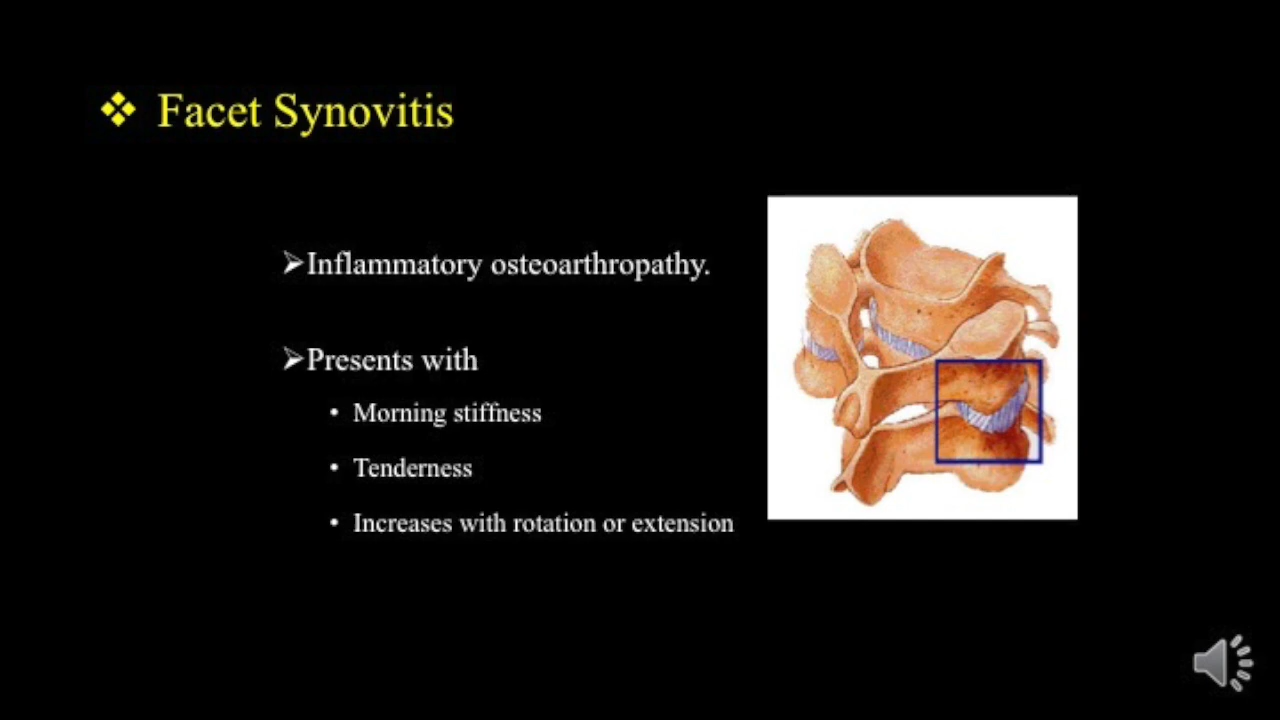 ❖ Facet Synovitis
➢Inflammatory osteoarthropathy.
➢Presents with
• Morning stiffness
• Tenderness
• Increases with rotation or extension